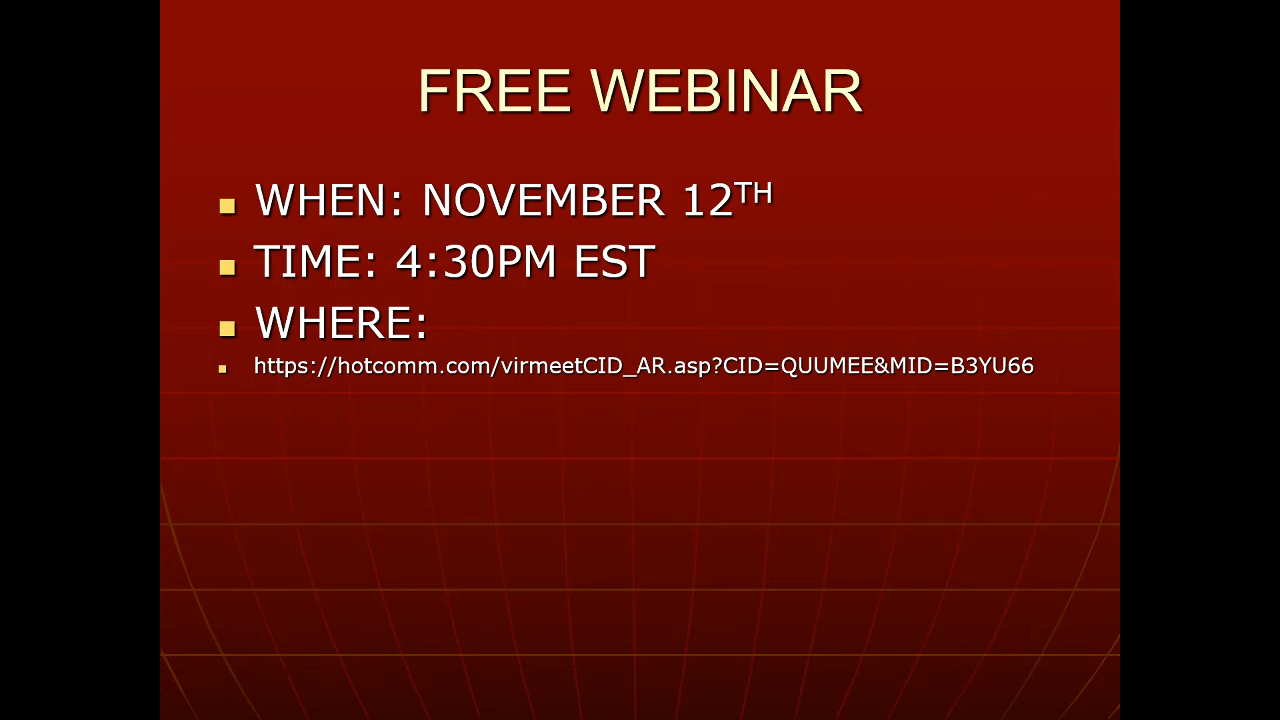 FREE WEBINAR
WHEN: NOVEMBER 12TH
TIME: 4:30PM EST
WHERE:
https://hotcomm.com/virmeetCID_AR.asp?CID=QUUMEE&MID=B3YU66